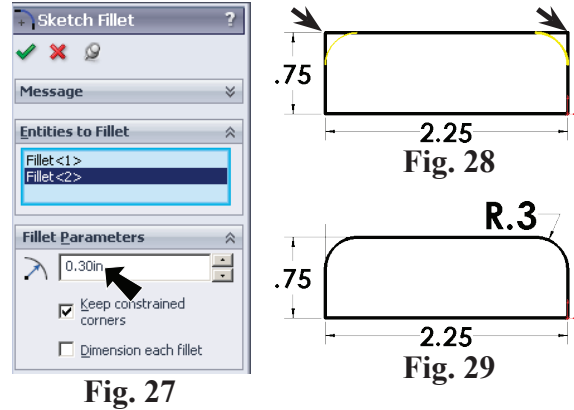 Sketch Fillet ?
Message
Entities to Fillet
Fillet<1>
Fillet<2>
Fillet Parameters
0.30in
Keep constrained
corners
Dimension each fillet
Fig. 27
.75
2.25
Fig. 28
R.3
.75
2.25
Fig. 29